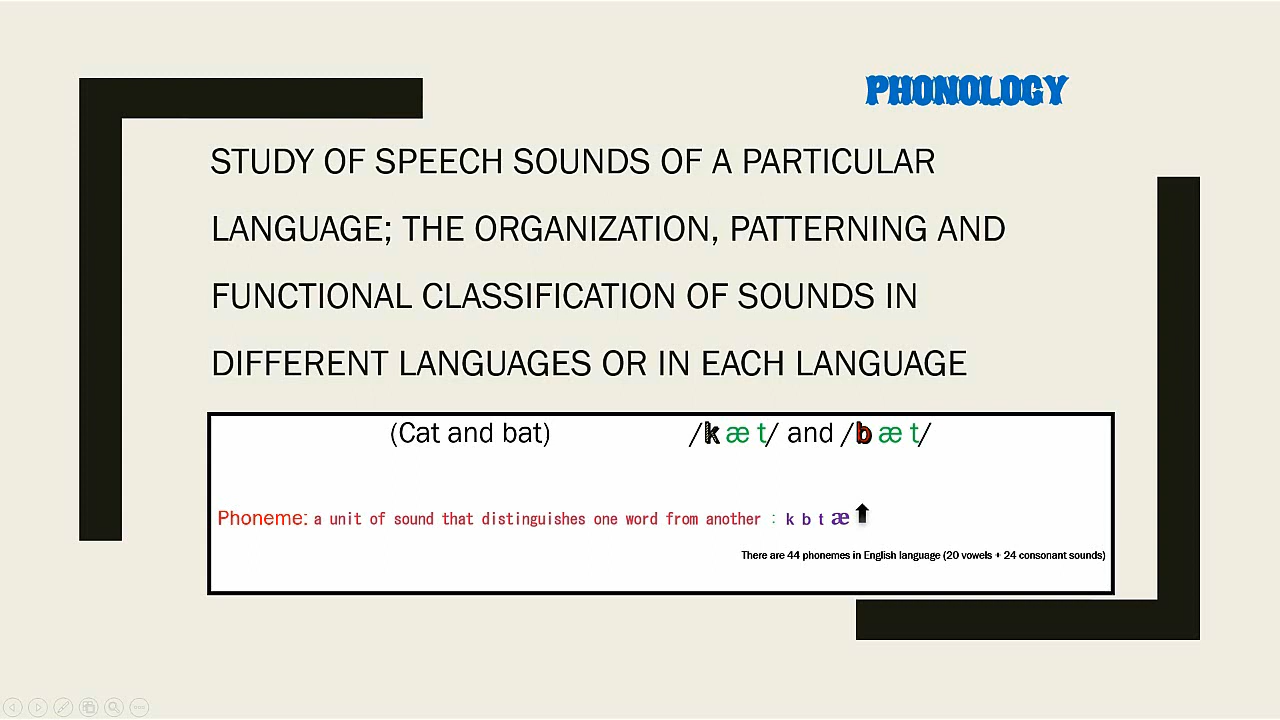 PHONOLOGY
STUDY OF SPEECH SOUNDS OF A PARTICULAR
LANGUAGE; THE ORGANIZATION, PATTERNING AND
FUNCTIONAL CLASSIFICATION OF SOUNDS IN
DIFFERENT LANGUAGES OR IN EACH LANGUAGE
(Cat and bat) /k æ t/ and /b æ t/
Phoneme: a unit of sound that distinguishes one word from another : k b t æ
There are 44 phonemes in English language (20 vowels + 24 consonant sounds)